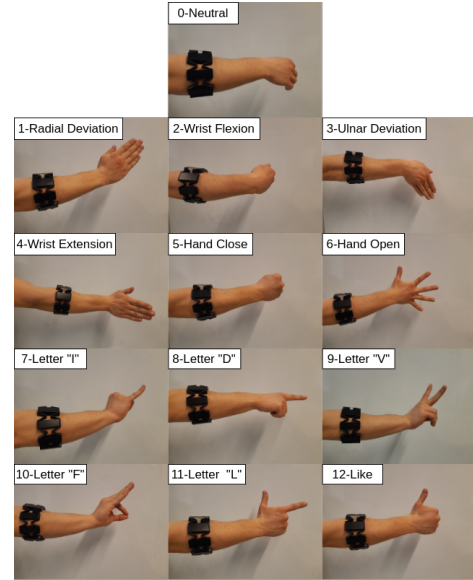 0-Neutral
1-Radial Deviation
2-Wrist Flexion
3-Ulnar Deviation
4-Wrist Extension
5-Hand Close
6-Hand Open
7-Letter "I"
8-Letter "D"
9-Letter "V"
10-Letter "F"
11-Letter "L"
12-Like